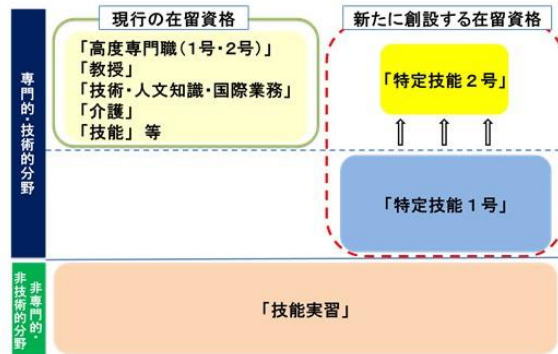 現行の在留資格
新たに創設する在留資格
専門的・技術的分野
「高度専門職(1号・2号)」
「教授」
「技術・人文知識・国際業務」
「介護」
「技能」 等
「特定技能2号」
「特定技能1号」
非専門的・
非技術的分野
「技能実習」